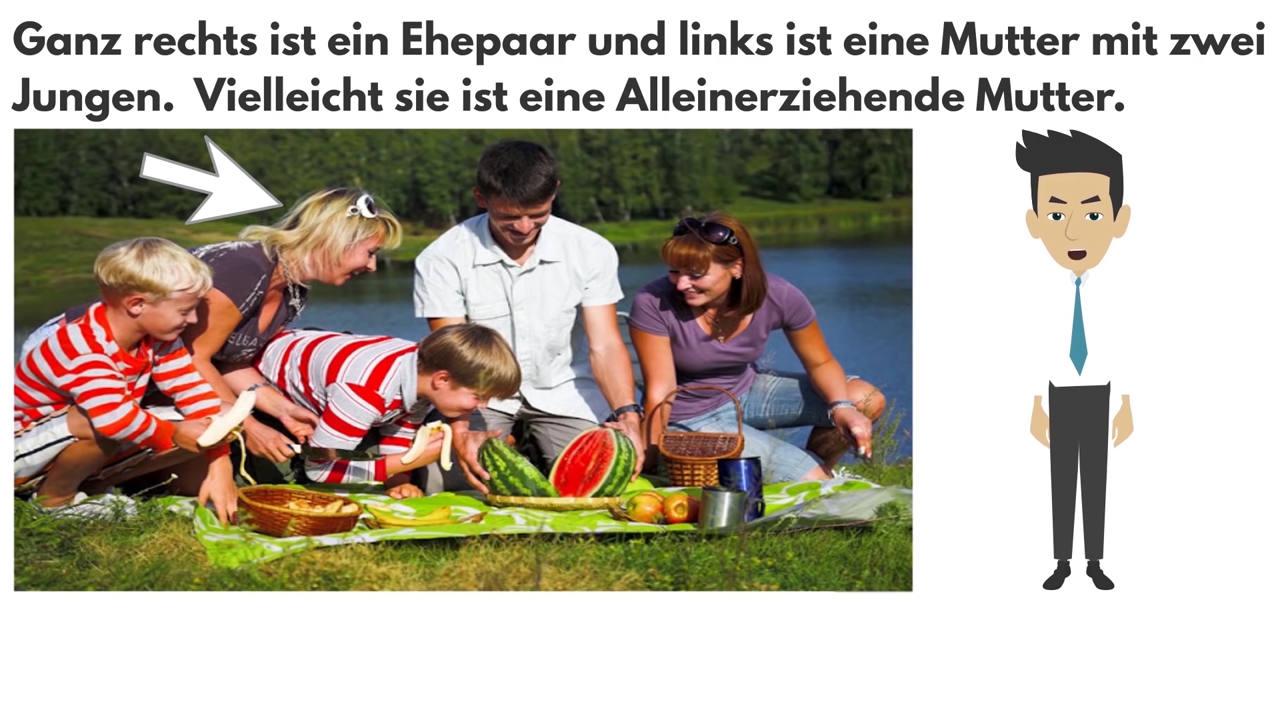 Ganz rechts ist ein Ehepaar und links ist eine Mutter mit zwei
Jungen.  Vielleicht sie ist eine Alleinerziehende Mutter.